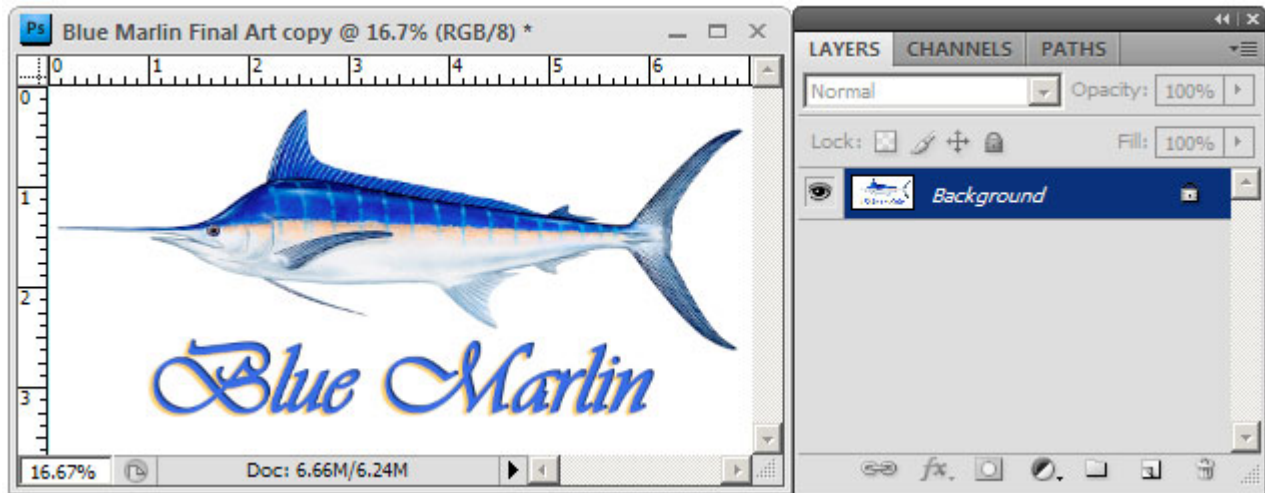 Ps Blue Marlin Final Art copy @ 16.7% (RGB/8) *
0 1 2 3 4 5 6
0
1
2
3
Blue Marlin
16.67% Doc: 6.66M/6.24M
LAYERS CHANNELS PATHS
Normal Opacity: 100%
Lock: Fill: 100%
Background
fx.